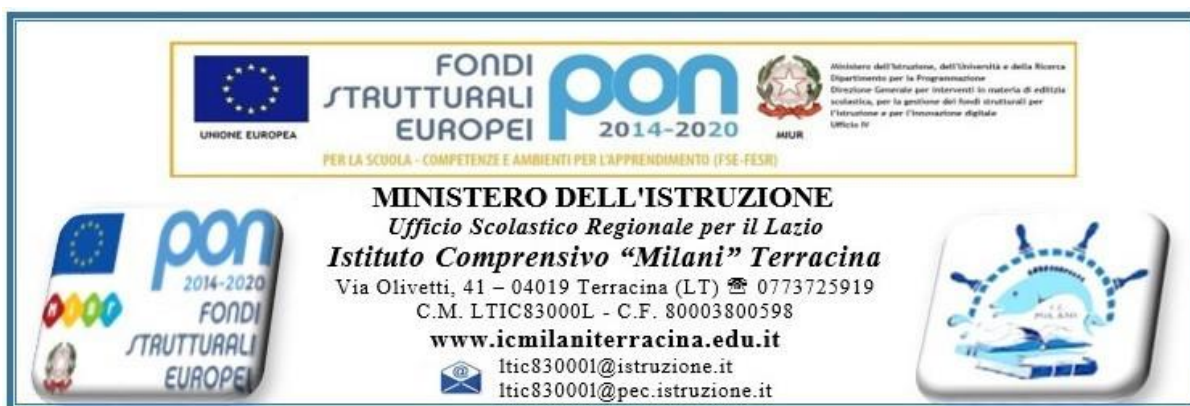 UNIONE EUROPEA
FONDI
STRUTTURALI
EUROPEI
pon
2014-2020
MIUR
Ministero dell'Istruzione, dell'Università e della Ricerca
Dipartimento per la Programmazione
Direzione Generale per interventi in materia di edilizia
scolastica, per la gestione dei fondi strutturali per
l'istruzione e per l'innovazione digitale
Ufficio IV
PER LA SCUOLA - COMPETENZE E AMBIENTI PER L'APPRENDIMENTO (FSE-FESR)
MINISTERO DELL'ISTRUZIONE
Ufficio Scolastico Regionale per il Lazio
Istituto Comprensivo “Milani” Terracina
Via Olivetti, 41 – 04019 Terracina (LT) ☎ 0773725919
C.M. LTIC83000L - C.F. 80003800598
www.icmilaniterracina.edu.it
ltic83000l@istruzione.it
ltic83000l@pec.istruzione.it
pon
2014-2020
MIUR
FONDI
STRUTTURALI
EUROPEI
I.C.
MILANI